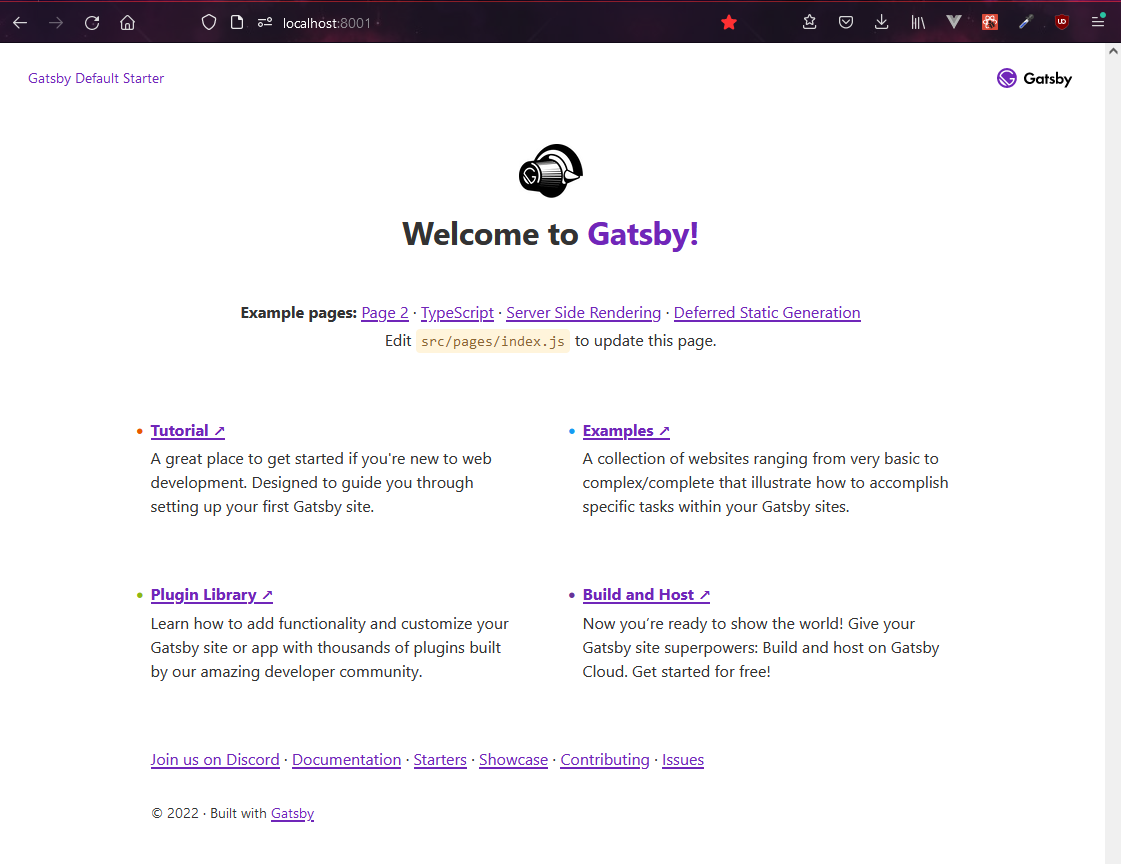 localhost:8001
Gatsby Default Starter
Gatsby
Welcome to Gatsby!
Example pages: Page 2 · TypeScript · Server Side Rendering · Deferred Static Generation
Edit src/pages/index.js to update this page.
Tutorial ↗
A great place to get started if you're new to web
development. Designed to guide you through
setting up your first Gatsby site.
Examples ↗
A collection of websites ranging from very basic to
complex/complete that illustrate how to accomplish
specific tasks within your Gatsby sites.
Plugin Library ↗
Learn how to add functionality and customize your
Gatsby site or app with thousands of plugins built
by our amazing developer community.
Build and Host ↗
Now you’re ready to show the world! Give your
Gatsby site superpowers: Build and host on Gatsby
Cloud. Get started for free!
Join us on Discord · Documentation · Starters · Showcase · Contributing · Issues
© 2022 · Built with Gatsby